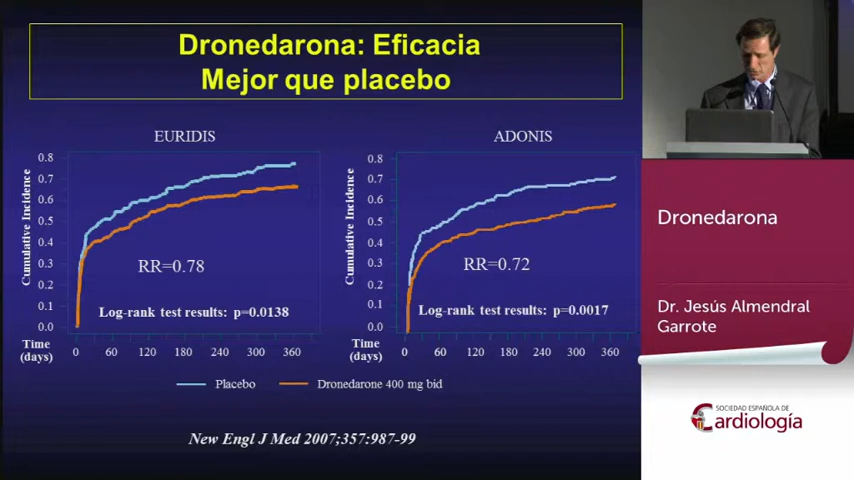 Dronedarona: Eficacia
Mejor que placebo
EURIDIS
Cumulative Incidence
0.8
0.7
0.6
0.5
0.4
0.3
0.2
0.1
0.0
RR=0.78
Log-rank test results: p=0.0138
Time
(days)
0 60 120 180 240 300 360
ADONIS
Cumulative Incidence
0.8
0.7
0.6
0.5
0.4
0.3
0.2
0.1
0.0
RR=0.72
Log-rank test results: p=0.0017
Time
(days)
0 60 120 180 240 300 360
Placebo Dronedarone 400 mg bid
New Engl J Med 2007;357:987-99
Dronedarona
Dr. Jesús Almendral
Garrote
SOCIEDAD ESPAÑOLA DE
Cardiología